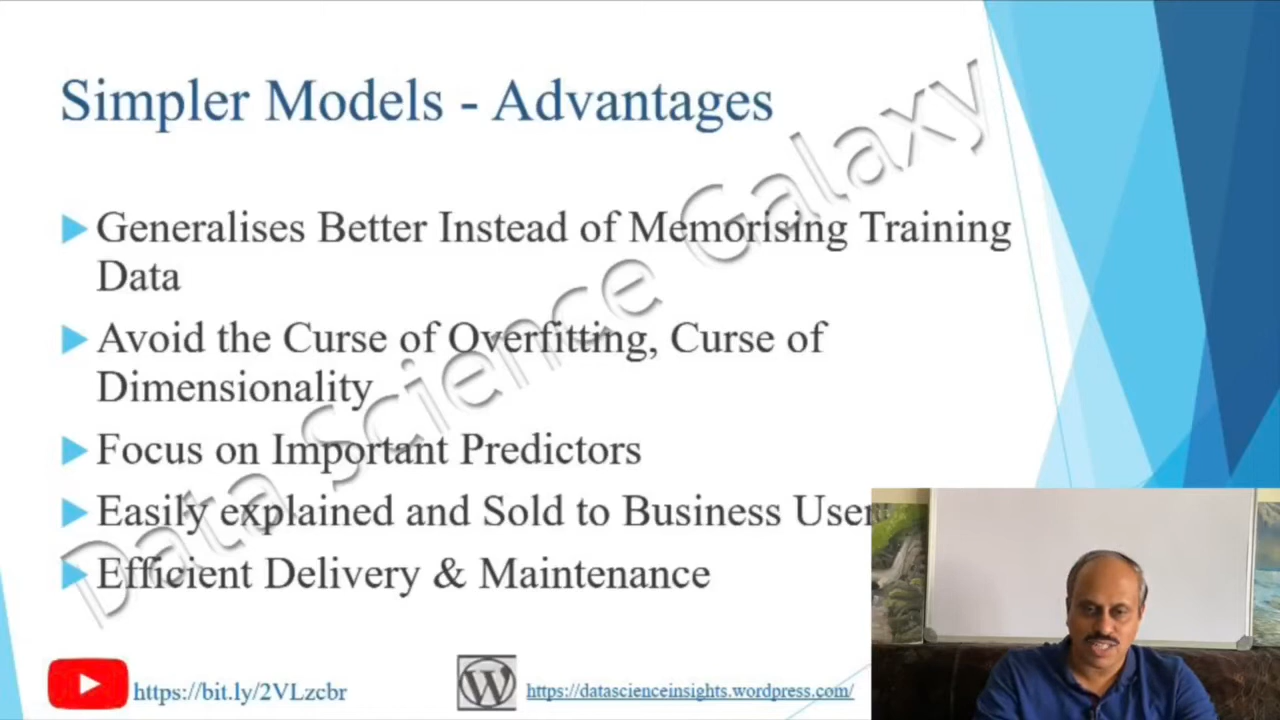 Simpler Models - Advantages
Generalises Better Instead of Memorising Training
Data
Avoid the Curse of Overfitting, Curse of
Dimensionality
Focus on Important Predictors
Easily explained and Sold to Business User
Efficient Delivery & Maintenance
Data Science Galaxy
https://bit.ly/2VLzcbr
https://datascienceinsights.wordpress.com/